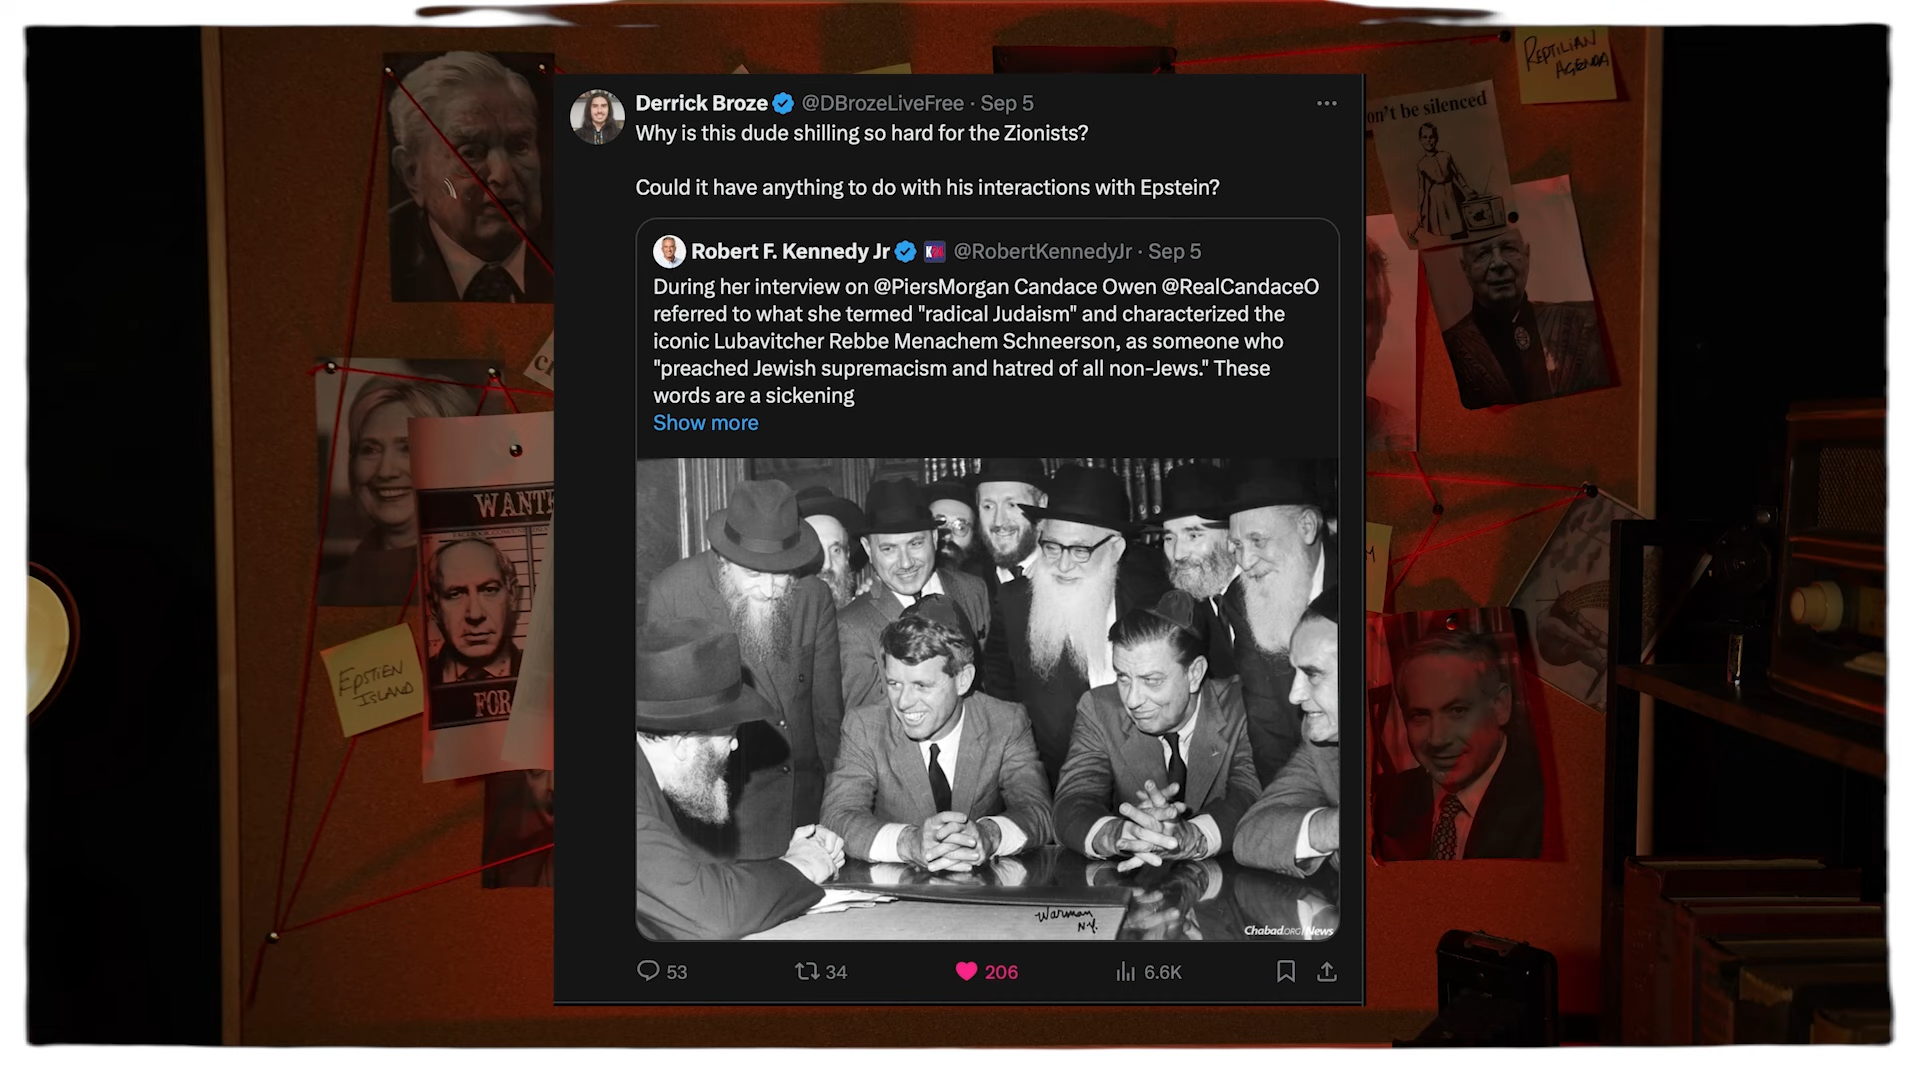 REPTILIAN
AGENDA
on't be silenced
Derrick Broze @DBrozeLiveFree · Sep 5
Why is this dude shilling so hard for the Zionists?
Could it have anything to do with his interactions with Epstein?
Robert F. Kennedy Jr @RobertKennedyJr · Sep 5
During her interview on @PiersMorgan Candace Owen @RealCandaceO
referred to what she termed "radical Judaism" and characterized the
iconic Lubavitcher Rebbe Menachem Schneerson, as someone who
"preached Jewish supremacism and hatred of all non-Jews." These
words are a sickening
Show more
WANTE
FOR
EPSTIEN
ISLAND
Warman
N.Y.
Chabad.ORG/News
53 34 206 6.6K